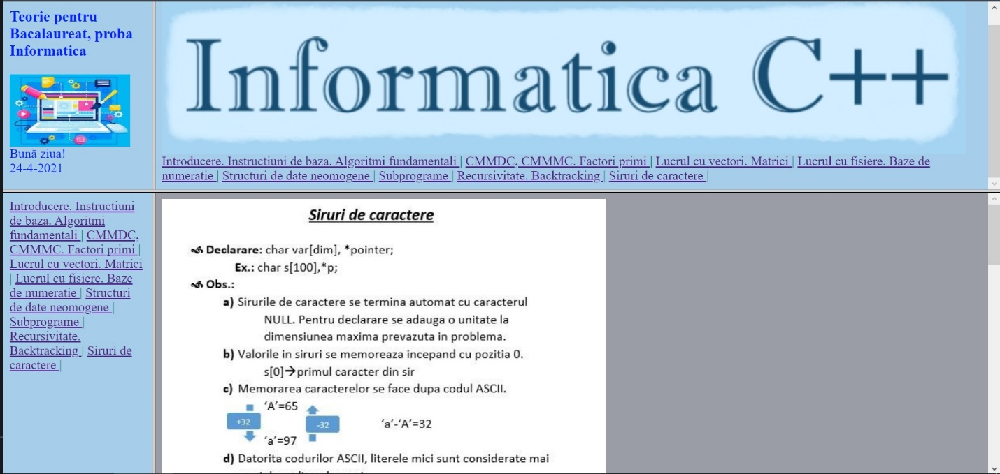 Teorie pentru
Bacalaureat, proba
Informatica
Bună ziua!
24-4-2021
Informatica C++
Introducere. Instructiuni de baza. Algoritmi fundamentali | CMMDC, CMMMC. Factori primi | Lucrul cu vectori. Matrici | Lucrul cu fisiere. Baze de
numeratie | Structuri de date neomogene | Subprograme | Recursivitate. Backtracking | Siruri de caractere |
Introducere. Instructiuni
de baza. Algoritmi
fundamentali | CMMDC,
CMMMC. Factori primi |
Lucrul cu vectori. Matrici
| Lucrul cu fisiere. Baze
de numeratie | Structuri
de date neomogene |
Subprograme |
Recursivitate.
Backtracking | Siruri de
caractere |
Siruri de caractere
Declarare: char var[dim], *pointer;
Ex.: char s[100],*p;
Obs.:
a) Sirurile de caractere se termina automat cu caracterul
NULL. Pentru declarare se adauga o unitate la
dimensiunea maxima prevazuta in problema.
b) Valorile in siruri se memoreaza incepand cu pozitia 0.
s[0]→primul caracter din sir
c) Memorarea caracterelor se face dupa codul ASCII.
‘A’=65
+32 -32 ‘a’-‘A’=32
‘a’=97
d) Datorita codurilor ASCII, literele mici sunt considerate mai